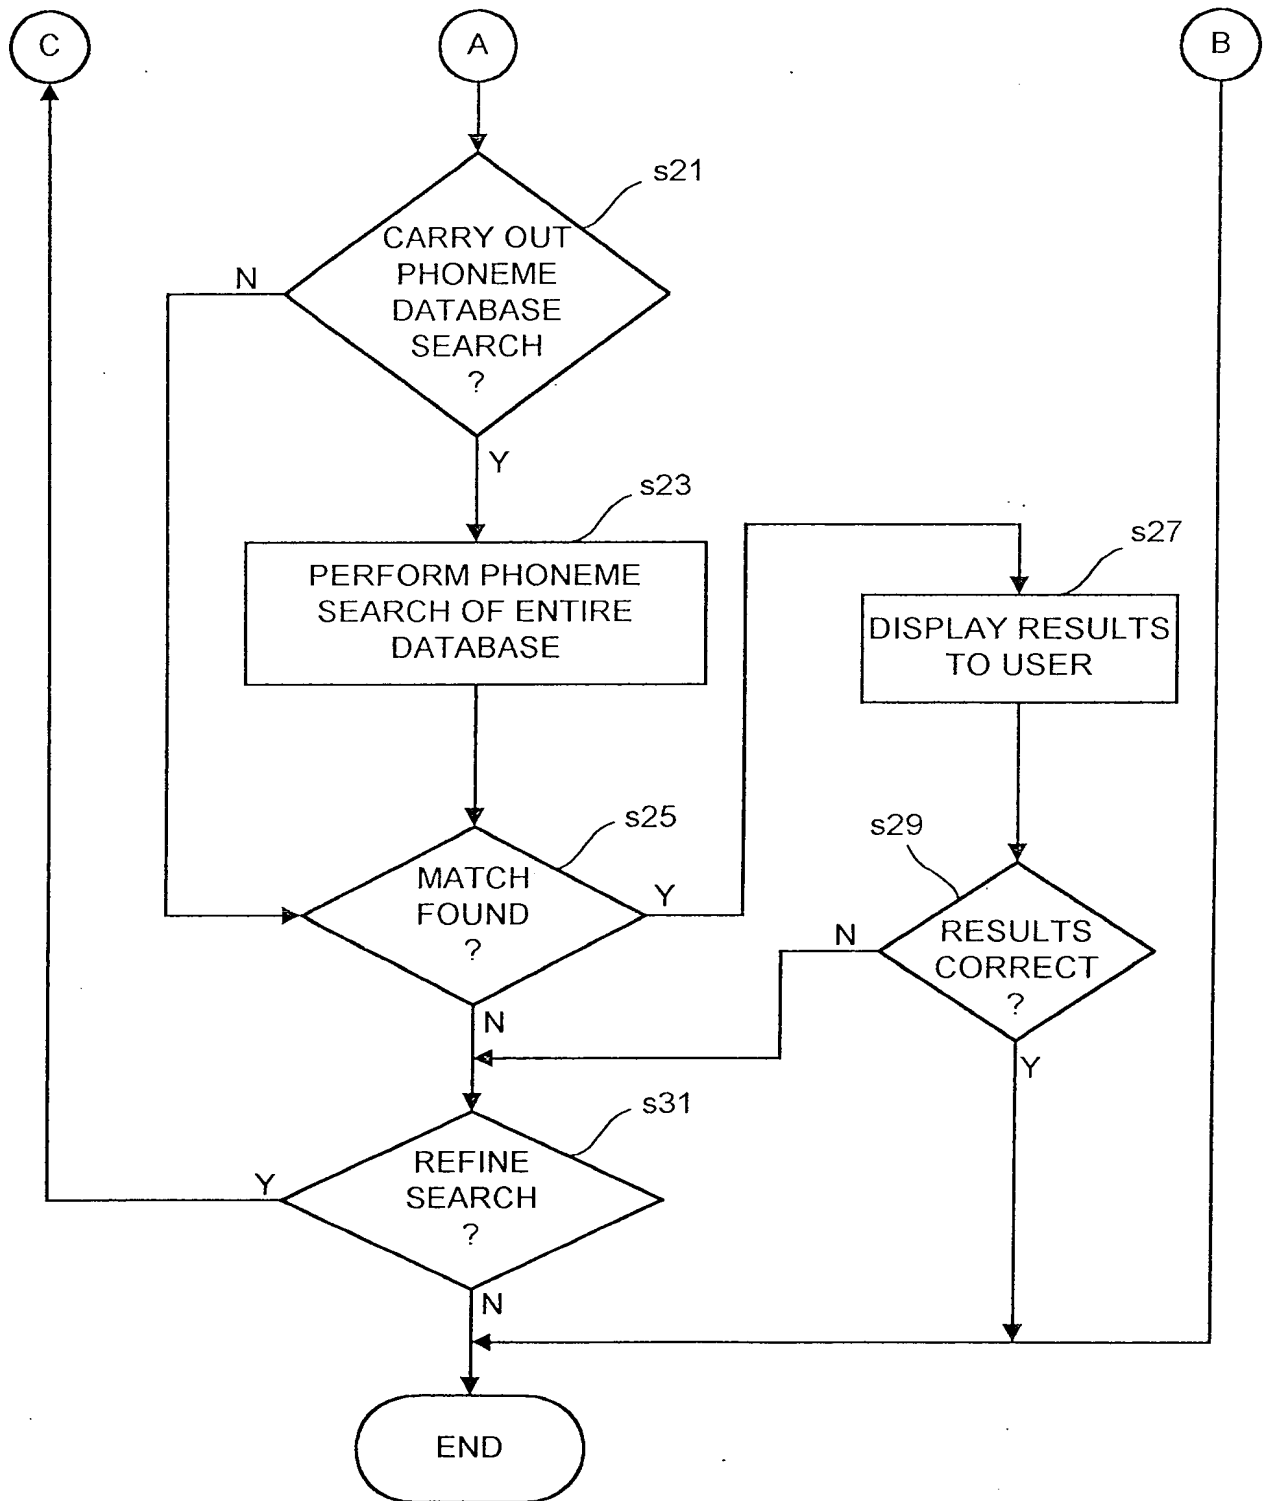 C
A
B
s21
CARRY OUT
PHONEME
DATABASE
SEARCH
?
N
Y
s23
PERFORM PHONEME
SEARCH OF ENTIRE
DATABASE
s27
DISPLAY RESULTS
TO USER
s25
MATCH
FOUND
?
Y
N
s29
RESULTS
CORRECT
?
N
Y
s31
REFINE
SEARCH
?
Y
N
END